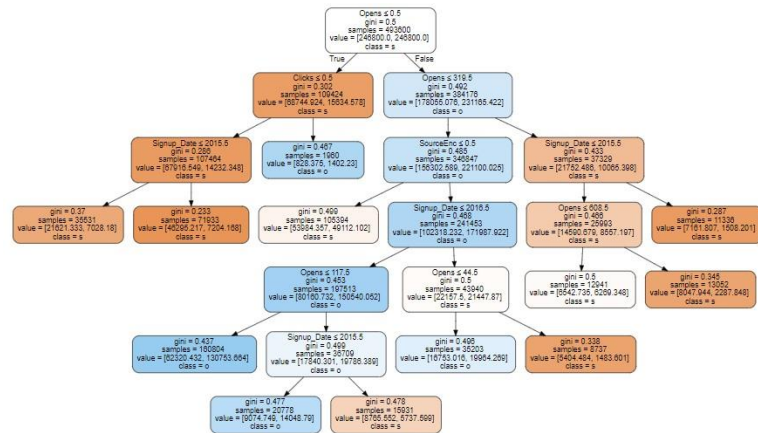 Opens ≤ 0.5
gini = 0.5
samples = 493600
value = [246800.0, 246800.0]
class = s
True
False
Clicks ≤ 0.5
gini = 0.302
samples = 109424
value = [68744.924, 15634.578]
class = s
Opens ≤ 319.5
gini = 0.492
samples = 384176
value = [178055.076, 231165.422]
class = o
Signup_Date ≤ 2015.5
gini = 0.286
samples = 107464
value = [67916.549, 14232.348]
class = s
gini = 0.467
samples = 1960
value = [828.375, 1402.23]
class = o
SourceEnc ≤ 0.5
gini = 0.485
samples = 346847
value = [156302.589, 221100.025]
class = o
Signup_Date ≤ 2015.5
gini = 0.433
samples = 37329
value = [21752.486, 10065.398]
class = s
gini = 0.37
samples = 35531
value = [21621.333, 7028.18]
class = s
gini = 0.233
samples = 71933
value = [46295.217, 7204.168]
class = s
gini = 0.499
samples = 105394
value = [53984.357, 49112.102]
class = s
Signup_Date ≤ 2016.5
gini = 0.468
samples = 241453
value = [102318.232, 171987.922]
class = o
Opens ≤ 608.5
gini = 0.466
samples = 25993
value = [14590.679, 8557.197]
class = s
gini = 0.287
samples = 11336
value = [7161.807, 1508.201]
class = s
Opens ≤ 117.5
gini = 0.453
samples = 197513
value = [80160.732, 150540.052]
class = o
Opens ≤ 44.5
gini = 0.5
samples = 43940
value = [22157.5, 21447.87]
class = s
gini = 0.5
samples = 12941
value = [6542.735, 6269.348]
class = s
gini = 0.345
samples = 13052
value = [8047.944, 2287.848]
class = s
gini = 0.437
samples = 160804
value = [62320.432, 130753.664]
class = o
Signup_Date ≤ 2015.5
gini = 0.499
samples = 36709
value = [17840.301, 19786.389]
class = o
gini = 0.496
samples = 35203
value = [16753.016, 19964.269]
class = o
gini = 0.338
samples = 8737
value = [5404.484, 1483.601]
class = s
gini = 0.477
samples = 20778
value = [9074.749, 14048.79]
class = o
gini = 0.478
samples = 15931
value = [8765.552, 5737.599]
class = s